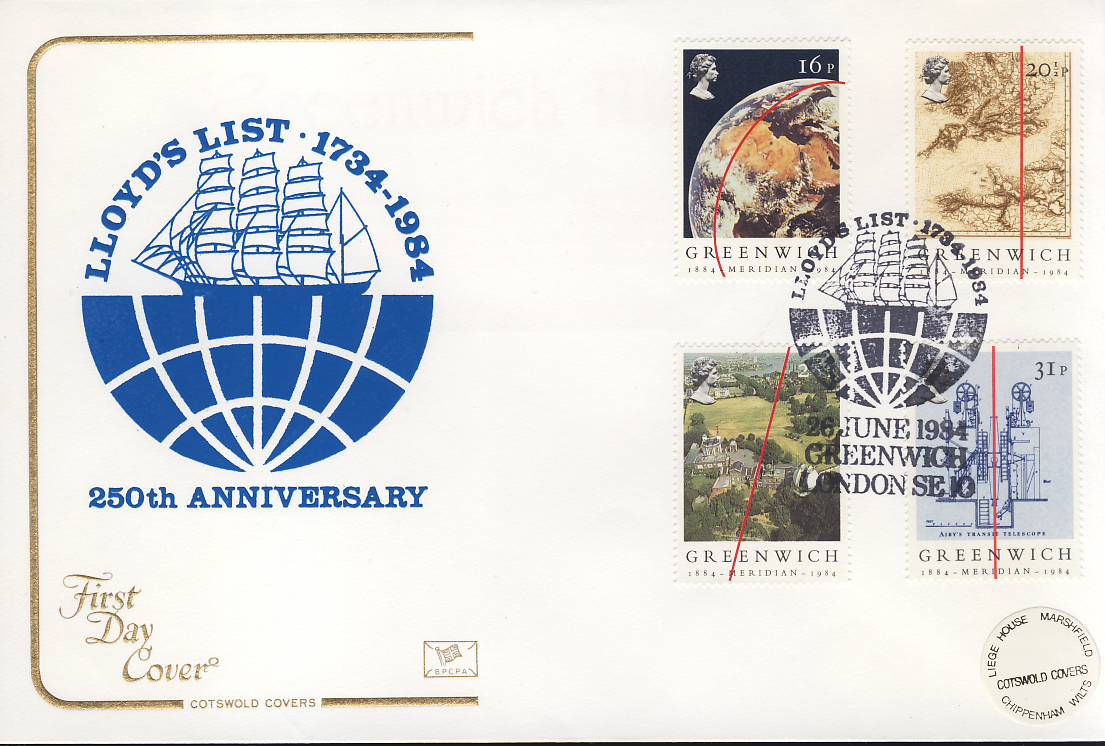 LLOYD'S LIST · 1734-1984
250th ANNIVERSARY
First
Day
Cover
COTSWOLD COVERS
B.P.C.P.A.
16P
GREENWICH
1884 – MERIDIAN – 1984
20½P
GREENWICH
1884 – MERIDIAN – 1984
GREENWICH
1884 – MERIDIAN – 1984
31P
AIRY'S TRANSIT TELESCOPE
GREENWICH
1884 – MERIDIAN – 1984
LLOYD'S LIST · 1734-1984
26 JUNE 1984
GREENWICH
LONDON SE10
LIEGE HOUSE MARSHFIELD
COTSWOLD COVERS
CHIPPENHAM WILTS